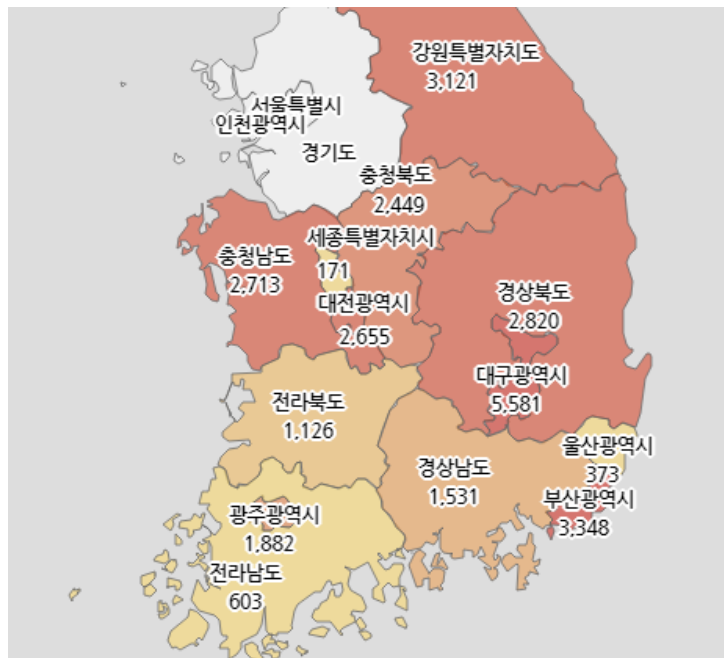 강원특별자치도
3,121
서울특별시
인천광역시
경기도
충청북도
2,449
세종특별자치시
171
충청남도
2,713
대전광역시
2,655
경상북도
2,820
대구광역시
5,581
전라북도
1,126
울산광역시
373
경상남도
1,531
부산광역시
3,348
광주광역시
1,882
전라남도
603